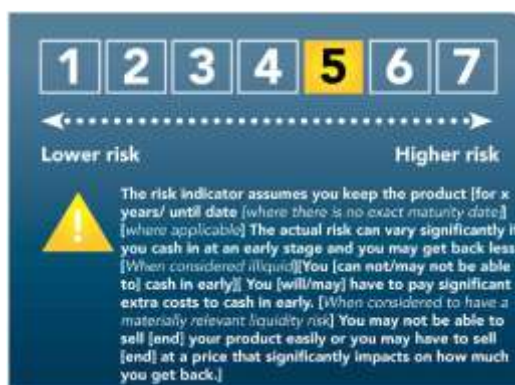 1 2 3 4 5 6 7
Lower risk Higher risk
!
The risk indicator assumes you keep the product [for x
years/ until date [where there is no exact maturity date]]
[where applicable] The actual risk can vary significantly if
you cash in at an early stage and you may get back less.
[When considered illiquid][You [can not/may not be able
to] cash in early][ You [will/may] have to pay significant
extra costs to cash in early. [When considered to have a
materially relevant liquidity risk] You may not be able to
sell [end] your product easily or you may have to sell
[end] at a price that significantly impacts on how much
you get back.]